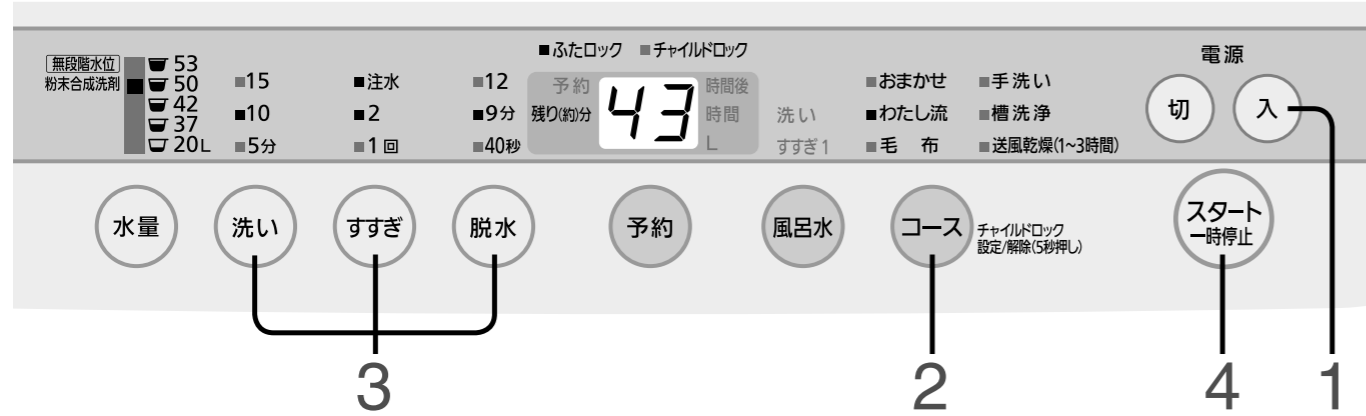 ■ふたロック ■チャイルドロック
電源
無段階水位
粉末合成洗剤
53
50
42
37
20L
■15
■10
■5分
■注水
■2
■1回
■12
■9分
■40秒
予約
残り(約)分
43
時間後
時間
L
洗い
すすぎ1
■おまかせ
■わたし流
■毛 布
■手洗い
■槽洗浄
■送風乾燥(1~3時間)
切
入
水量
洗い
すすぎ
脱水
予約
風呂水
コース
チャイルドロック
設定/解除(5秒押し)
スタート
一時停止
3
2
4
1